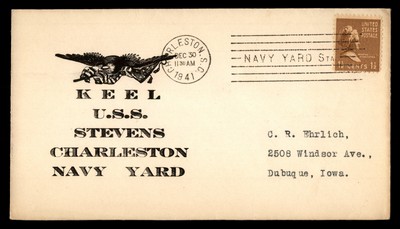 CHARLESTON, S.C.
DEC 30
11 30 AM
1941
NAVY YARD STA
UNITED
STATES
POSTAGE
KEEL
U.S.S.
STEVENS
CHARLESTON
NAVY YARD
C. R. Ehrlich,
2508 Windsor Ave.,
Dubuque, Iowa.